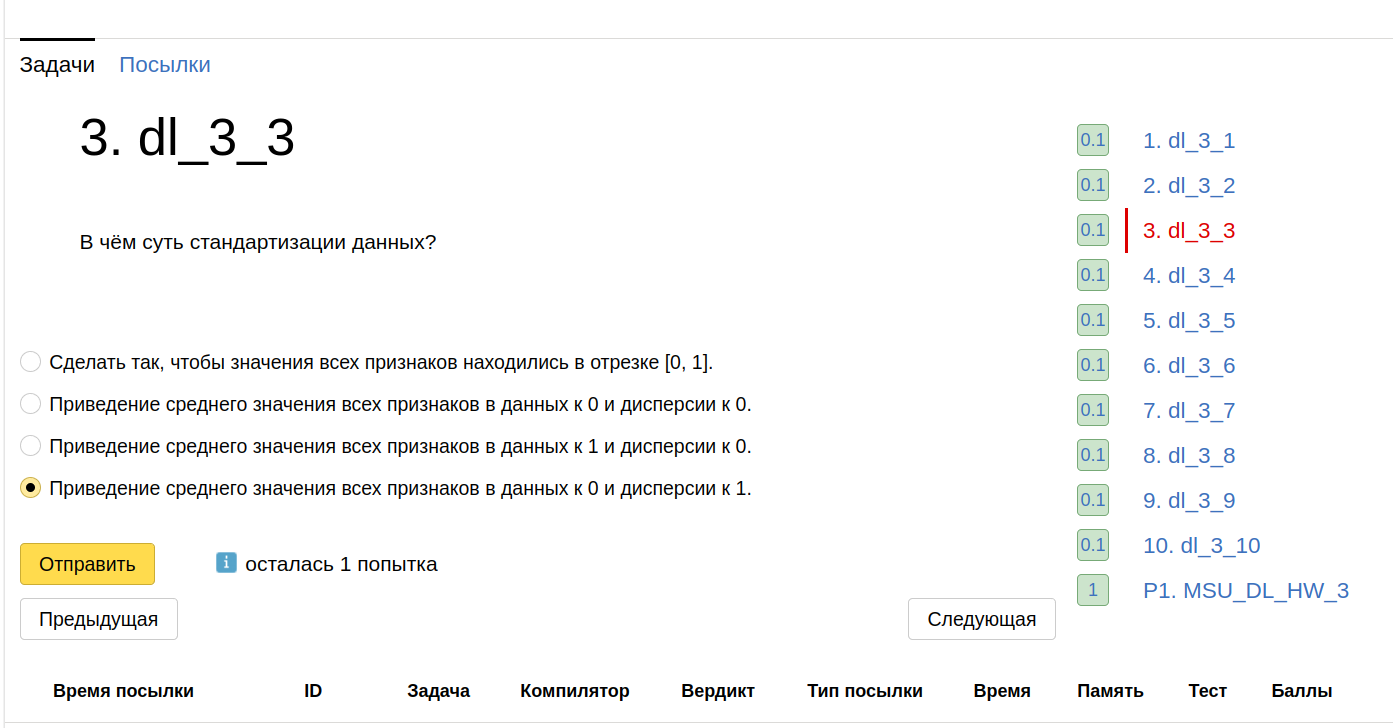 Задачи Посылки
3. dl_3_3
В чём суть стандартизации данных?
Сделать так, чтобы значения всех признаков находились в отрезке [0, 1].
Приведение среднего значения всех признаков в данных к 0 и дисперсии к 0.
Приведение среднего значения всех признаков в данных к 1 и дисперсии к 0.
Приведение среднего значения всех признаков в данных к 0 и дисперсии к 1.
Отправить i осталась 1 попытка
Предыдущая Следующая
0.1 1. dl_3_1
0.1 2. dl_3_2
0.1 3. dl_3_3
0.1 4. dl_3_4
0.1 5. dl_3_5
0.1 6. dl_3_6
0.1 7. dl_3_7
0.1 8. dl_3_8
0.1 9. dl_3_9
0.1 10. dl_3_10
1 P1. MSU_DL_HW_3
Время посылки ID Задача Компилятор Вердикт Тип посылки Время Память Тест Баллы